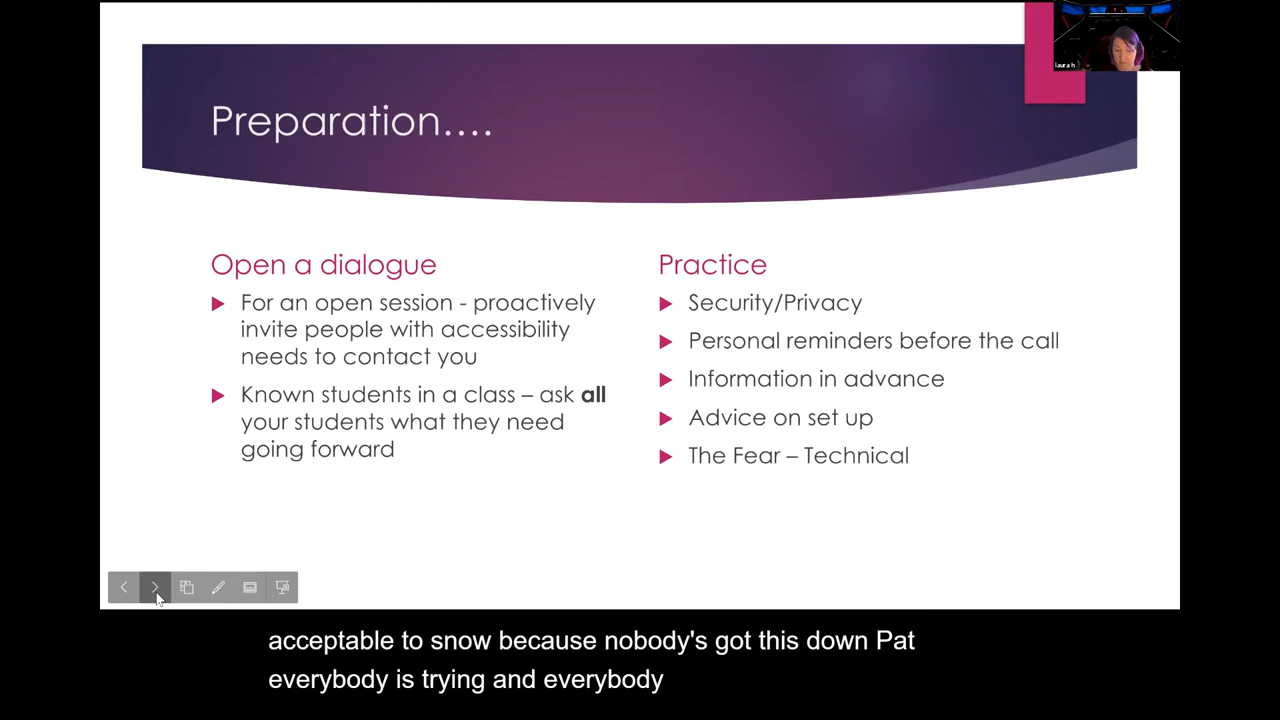 laura h
Preparation....
Open a dialogue
For an open session - proactively
invite people with accessibility
needs to contact you
Known students in a class – ask all
your students what they need
going forward
Practice
Security/Privacy
Personal reminders before the call
Information in advance
Advice on set up
The Fear – Technical
acceptable to snow because nobody's got this down Pat
everybody is trying and everybody